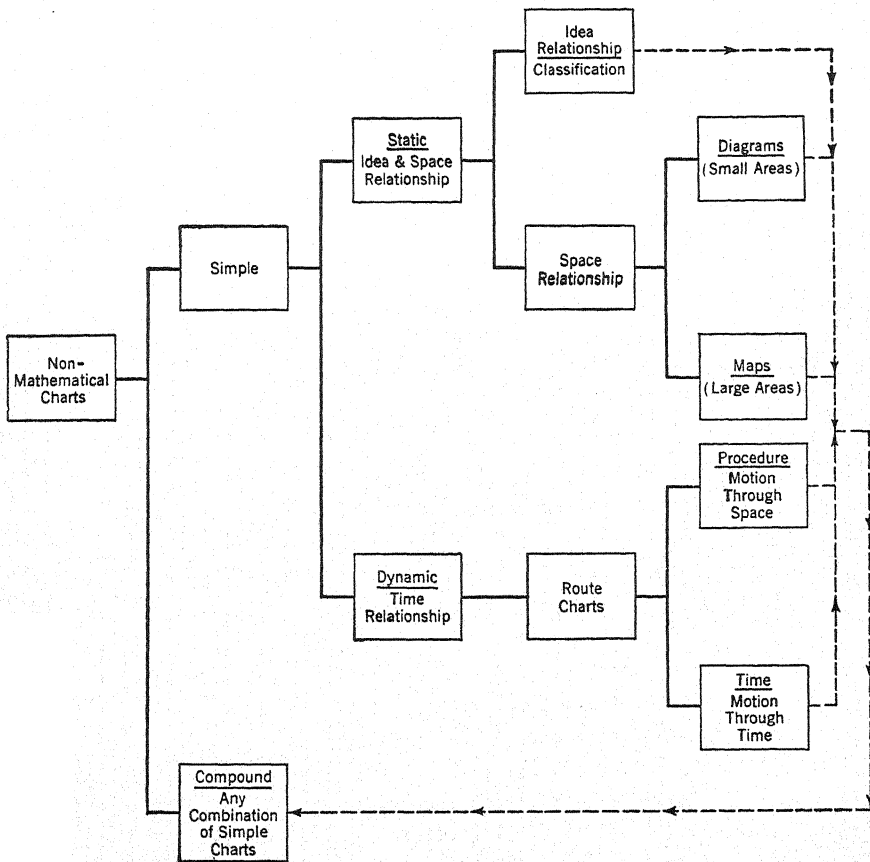 Idea
Relationship
Classification
Static
Idea & Space
Relationship
Diagrams
(Small Areas)
Simple
Space
Relationship
Non-
Mathematical
Charts
Maps
(Large Areas)
Procedure
Motion
Through
Space
Dynamic
Time
Relationship
Route
Charts
Time
Motion
Through
Time
Compound
Any
Combination
of Simple
Charts